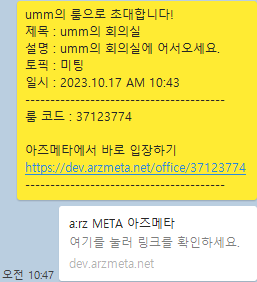 umm의 룸으로 초대합니다!
제목 : umm의 회의실
설명 : umm의 회의실에 어서오세요.
토픽 : 미팅
일시 : 2023.10.17 AM 10:43
---------------------------------------
룸 코드 : 37123774

아즈메타에서 바로 입장하기
https://dev.arzmeta.net/office/37123774
---------------------------------------
a:rz META 아즈메타
여기를 눌러 링크를 확인하세요.
dev.arzmeta.net
오전 10:47